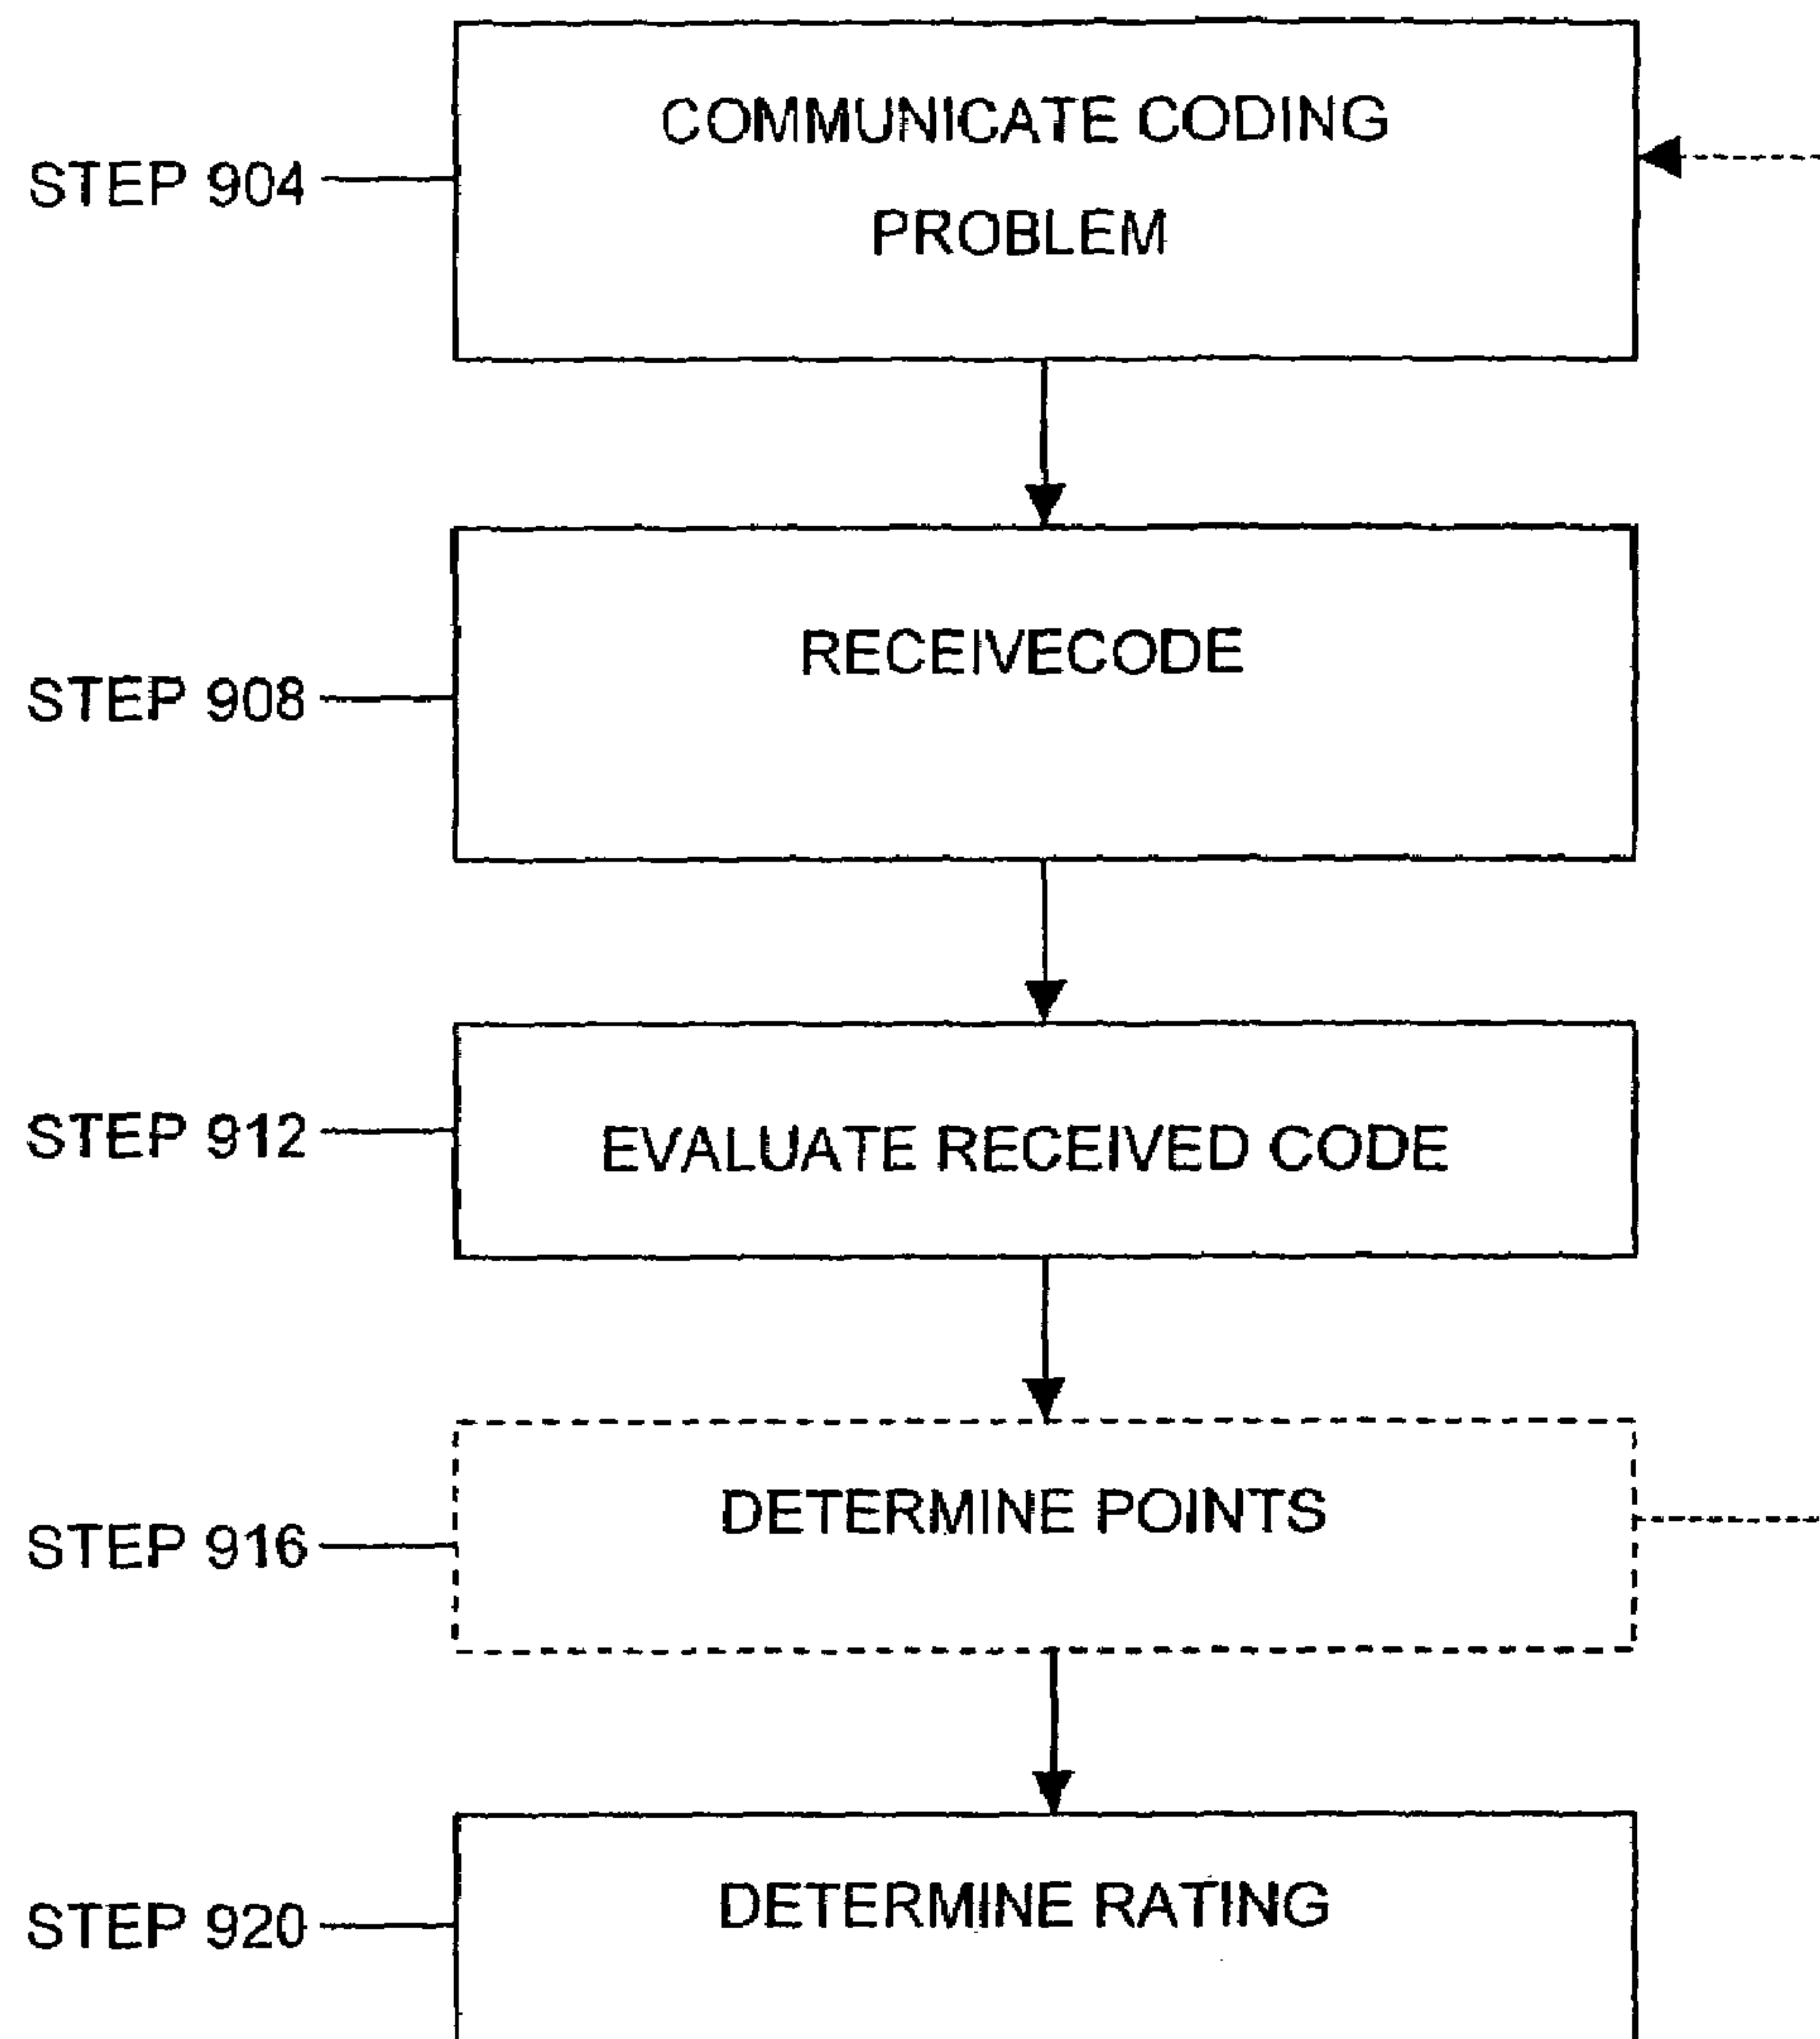 STEP 904
COMMUNICATE CODING
PROBLEM
STEP 908
RECEIVECODE
STEP 912
EVALUATE RECEIVED CODE
STEP 916
DETERMINE POINTS
STEP 920
DETERMINE RATING